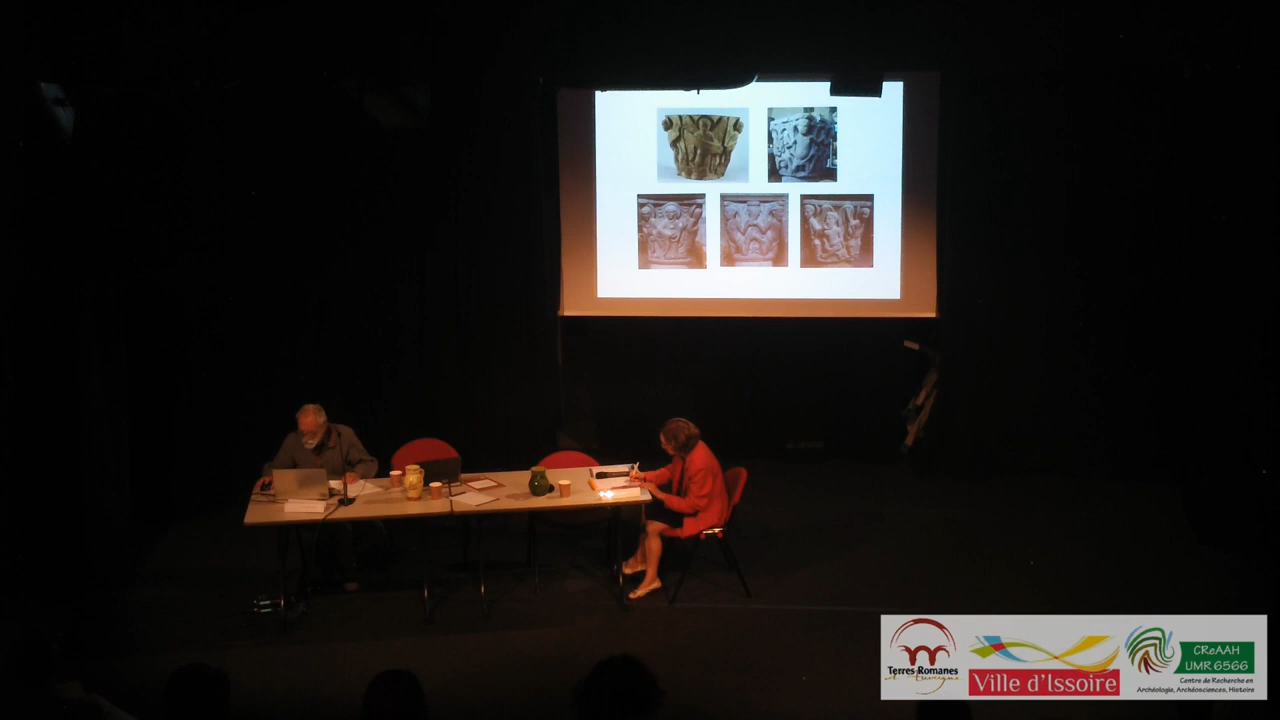 Terres Romanes
d'Auvergne
Ville d'Issoire
CReAAH
UMR 6566
Centre de Recherche en
Archéologie, Archéosciences, Histoire